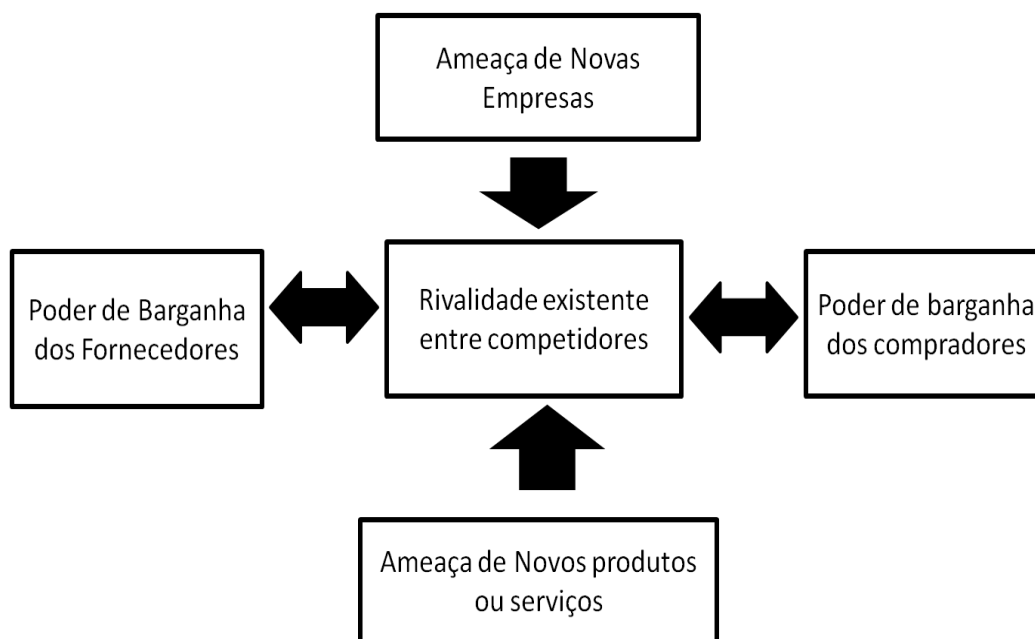 Ameaça de Novas
Empresas
Poder de Barganha
dos Fornecedores
Rivalidade existente
entre competidores
Poder de barganha
dos compradores
Ameaça de Novos produtos
ou serviços